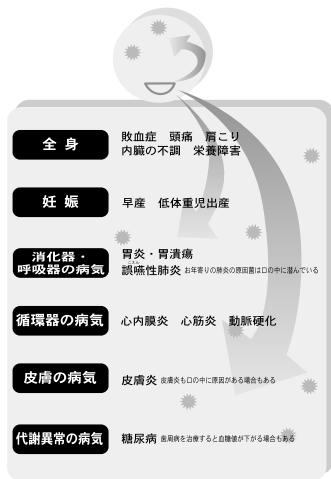 全身
敗血症　頭痛　肩こり
内臓の不調　栄養障害
妊娠
早産　低体重児出産
消化器・
呼吸器の病気
胃炎・胃潰瘍
ごえん
誤嚥性肺炎 お年寄りの肺炎の原因菌は口の中に潜んでいる
循環器の病気
心内膜炎　心筋炎　動脈硬化
皮膚の病気
皮膚炎 皮膚炎も口の中に原因がある場合もある
代謝異常の病気
糖尿病 歯周病を治療すると血糖値が下がる場合もある